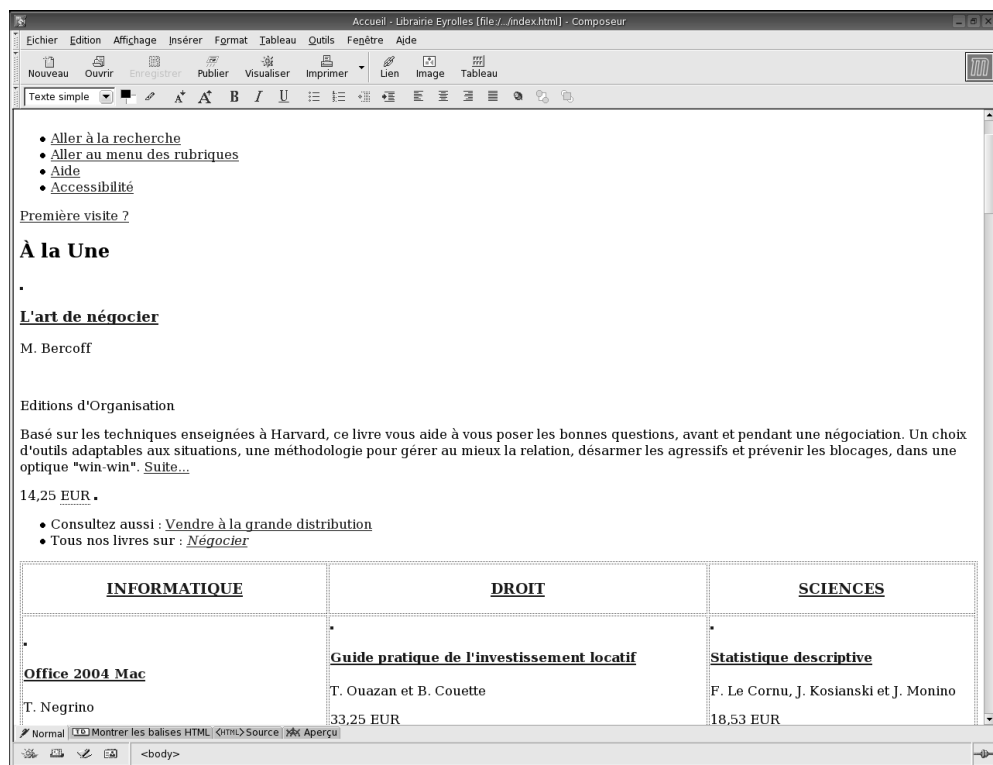 Accueil - Librairie Eyrolles [file:/../index.html] - Composeur
Fichier Edition Affichage Insérer Format Tableau Outils Fenêtre Aide
Nouveau Ouvrir Enregistrer Publier Visualiser Imprimer Lien Image Tableau
Texte simple A A B I U
Aller à la recherche
Aller au menu des rubriques
Aide
Accessibilité
Première visite ?
À la Une
L'art de négocier
M. Bercoff
Editions d'Organisation
Basé sur les techniques enseignées à Harvard, ce livre vous aide à vous poser les bonnes questions, avant et pendant une négociation. Un choix
d'outils adaptables aux situations, une méthodologie pour gérer au mieux la relation, désarmer les agressifs et prévenir les blocages, dans une
optique "win-win". Suite...
14,25 EUR
Consultez aussi : Vendre à la grande distribution
Tous nos livres sur : Négocier
INFORMATIQUE DROIT SCIENCES
Office 2004 Mac
T. Negrino
Guide pratique de l'investissement locatif
T. Ouazan et B. Couette
33,25 EUR
Statistique descriptive
F. Le Cornu, J. Kosianski et J. Monino
18,53 EUR
Normal TD Montrer les balises HTML <HTML> Source Aperçu
<body>